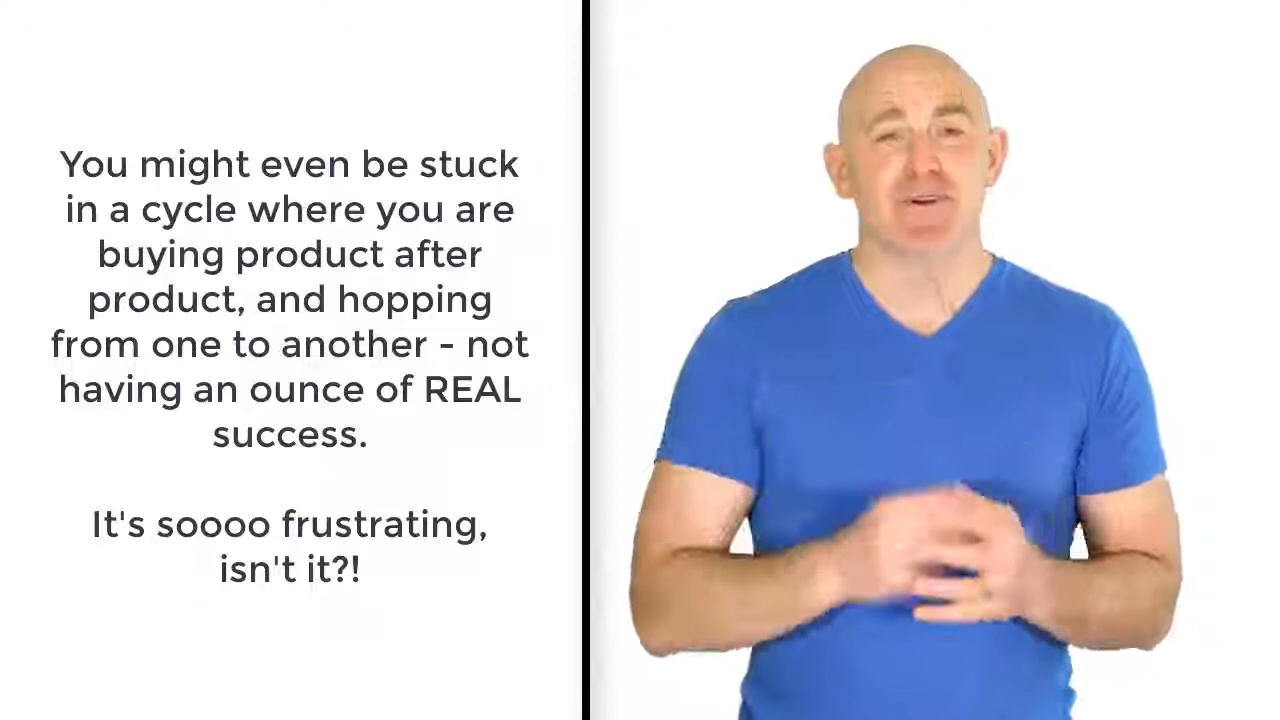 You might even be stuck
in a cycle where you are
buying product after
product, and hopping
from one to another - not
having an ounce of REAL
success.
It's soooo frustrating,
isn't it?!